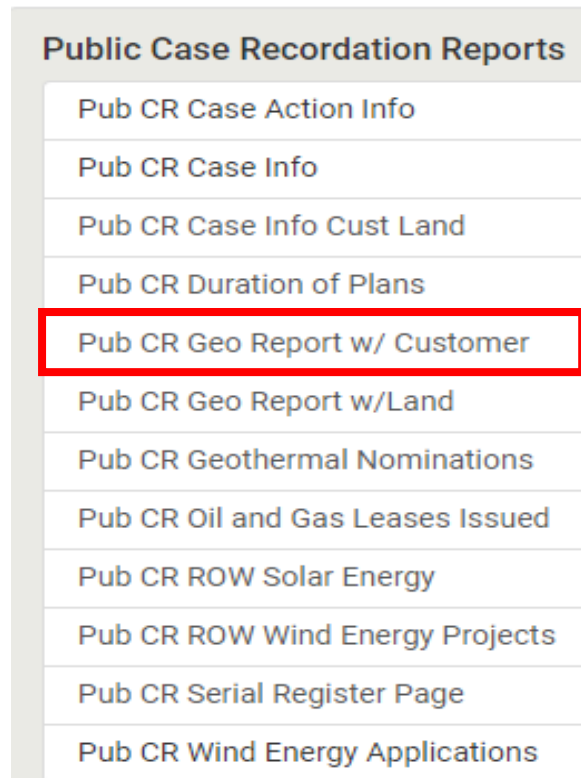 Public Case Recordation Reports
Pub CR Case Action Info
Pub CR Case Info
Pub CR Case Info Cust Land
Pub CR Duration of Plans
Pub CR Geo Report w/ Customer
Pub CR Geo Report w/Land
Pub CR Geothermal Nominations
Pub CR Oil and Gas Leases Issued
Pub CR ROW Solar Energy
Pub CR ROW Wind Energy Projects
Pub CR Serial Register Page
Pub CR Wind Energy Applications